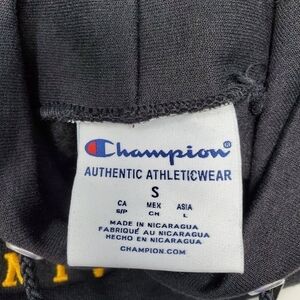 Champion
AUTHENTIC ATHLETICWEAR
S
CA MEX ASIA
S/P CH L
MADE IN NICARAGUA
FABRIQUÉ AU NICARAGUA
HECHO EN NICARAGUA
CHAMPION.COM